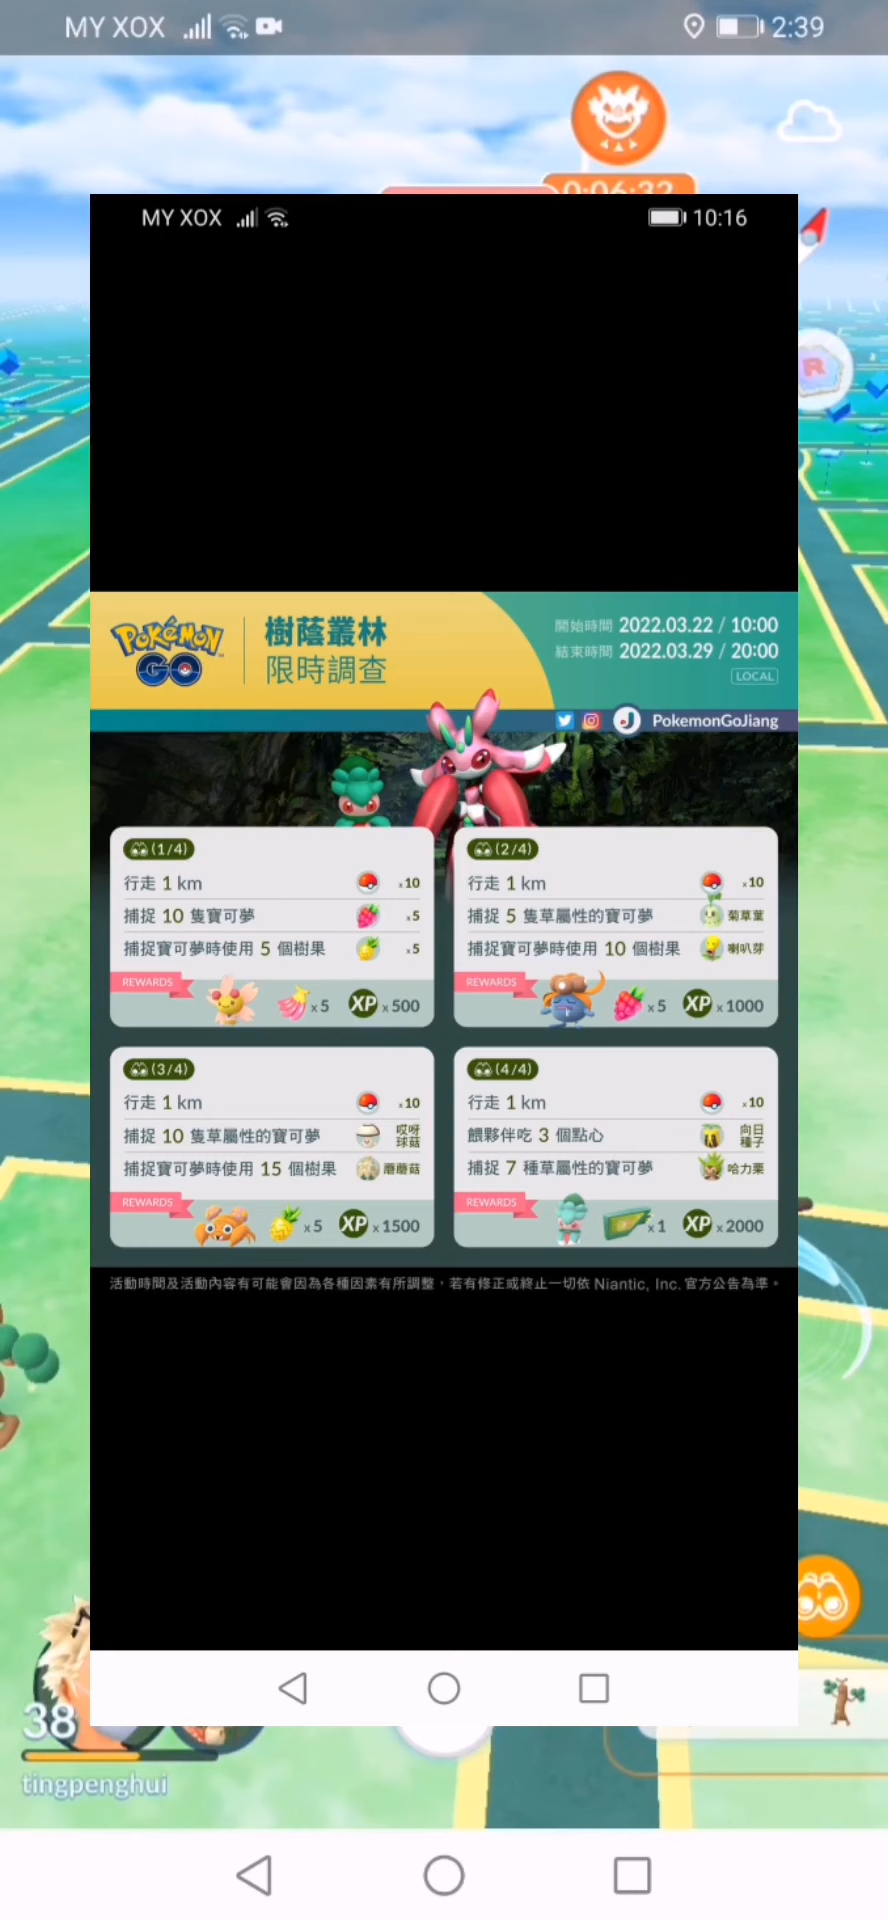 MY XOX 2:39
0:06:32
MY XOX 10:16
POKÉMON GO
樹蔭叢林
限時調查
開始時間 2022.03.22 / 10:00
結束時間 2022.03.29 / 20:00
LOCAL
PokemonGoJiang
(1/4)
行走 1 km x10
捕捉 10 隻寶可夢 x5
捕捉寶可夢時使用 5 個樹果 x5
REWARDS x5 XP x500
(2/4)
行走 1 km x10
捕捉 5 隻草屬性的寶可夢 菊草葉
捕捉寶可夢時使用 10 個樹果 喇叭芽
REWARDS x5 XP x1000
(3/4)
行走 1 km x10
捕捉 10 隻草屬性的寶可夢 哎呀球菇
捕捉寶可夢時使用 15 個樹果 蘑蘑菇
REWARDS x5 XP x1500
(4/4)
行走 1 km x10
餵夥伴吃 3 個點心 向日種子
捕捉 7 種草屬性的寶可夢 哈力栗
REWARDS x1 XP x2000
活動時間及活動內容有可能會因為各種因素有所調整，若有修正或終止一切依 Niantic, Inc. 官方公告為準。
R
38
tingpenghui